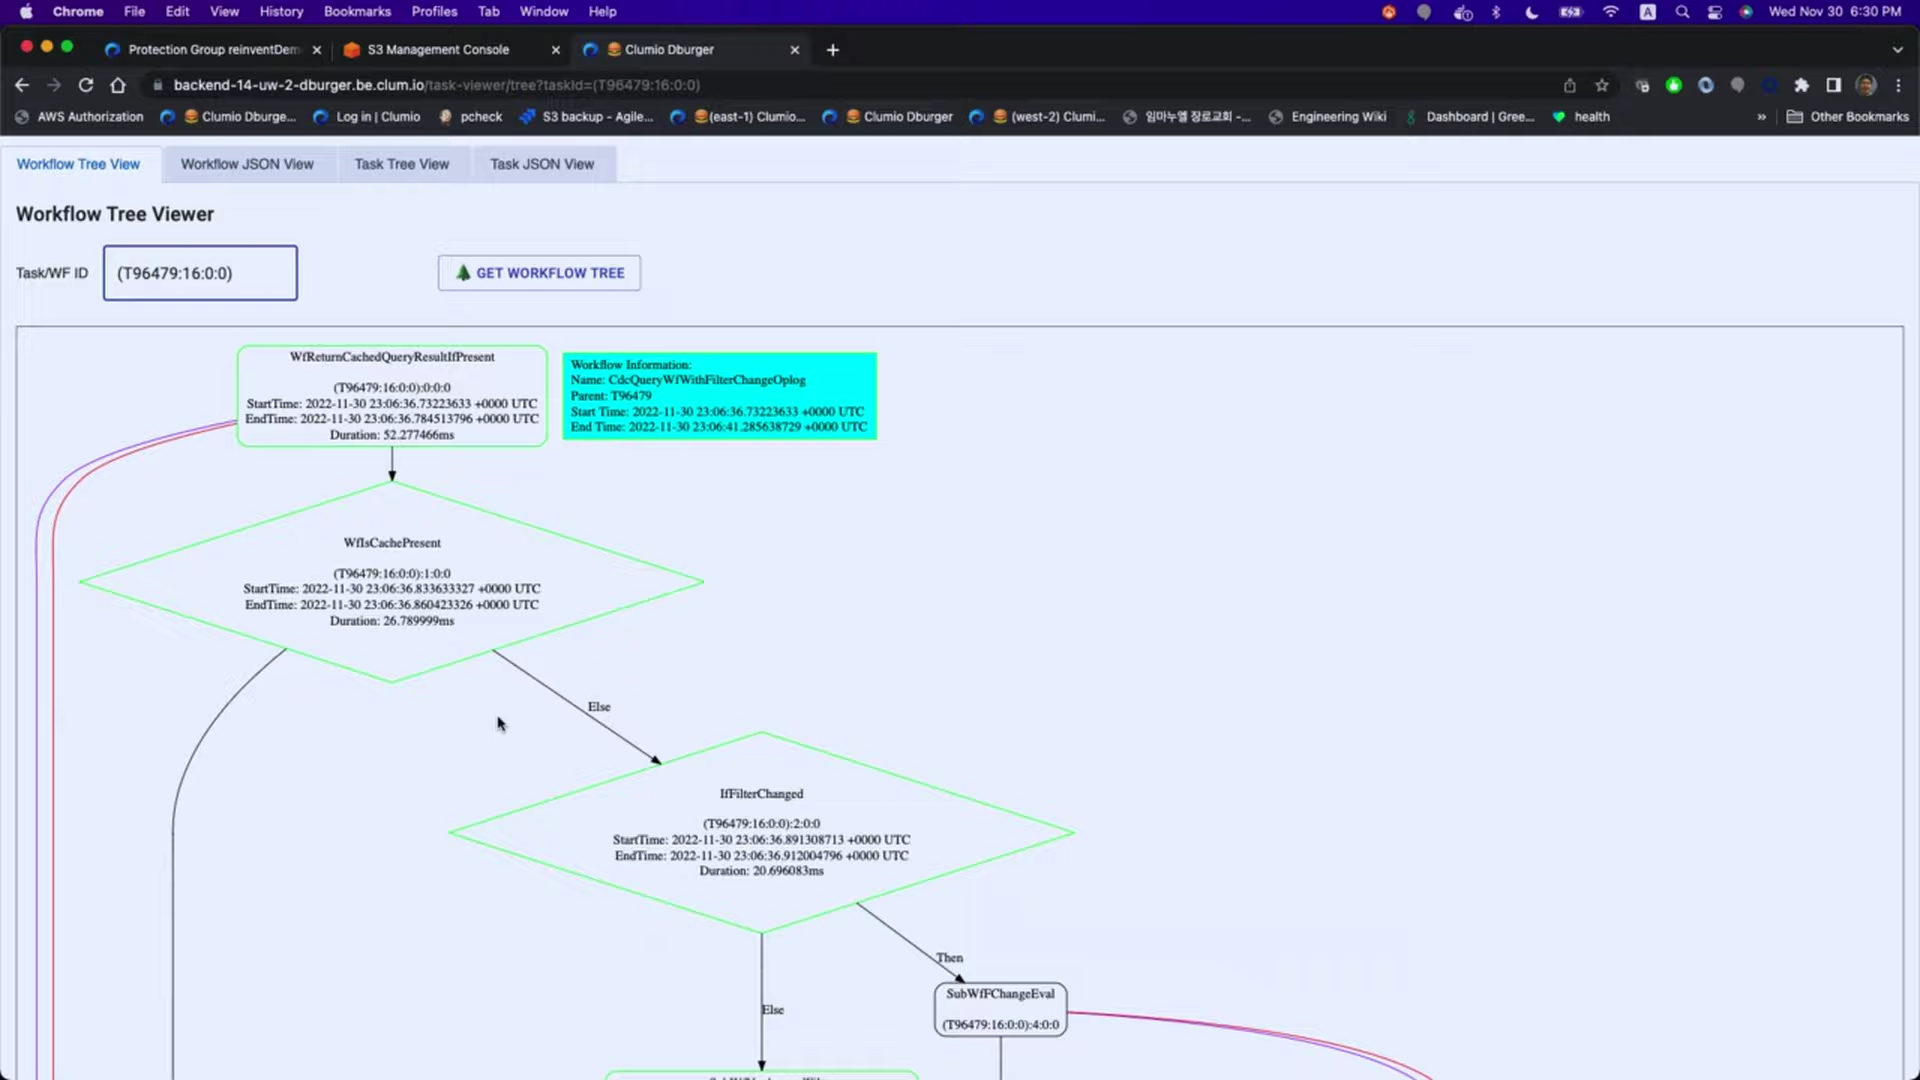 Chrome File Edit View History Bookmarks Profiles Tab Window Help
A Wed Nov 30 6:30 PM
Protection Group reinventDem
S3 Management Console
Clumio Dburger
backend-14-uw-2-dburger.be.clum.io/task-viewer/tree?taskId=(T96479:16:0:0)
AWS Authorization
Clumio Dburge...
Log in | Clumio
pcheck
S3 backup - Agile...
(east-1) Clumio...
Clumio Dburger
(west-2) Clumi...
임마누엘 장로교회 -...
Engineering Wiki
Dashboard | Gree...
health
»
Other Bookmarks
Workflow Tree View
Workflow JSON View
Task Tree View
Task JSON View
Workflow Tree Viewer
Task/WF ID
(T96479:16:0:0)
GET WORKFLOW TREE
WfReturnCachedQueryResultIfPresent
(T96479:16:0:0):0:0:0
StartTime: 2022-11-30 23:06:36.73223633 +0000 UTC
EndTime: 2022-11-30 23:06:36.784513796 +0000 UTC
Duration: 52.277466ms
Workflow Information:
Name: CdcQueryWfWithFilterChangeOplog
Parent: T96479
Start Time: 2022-11-30 23:06:36.73223633 +0000 UTC
End Time: 2022-11-30 23:06:41.285638729 +0000 UTC
WfIsCachePresent
(T96479:16:0:0):1:0:0
StartTime: 2022-11-30 23:06:36.833633327 +0000 UTC
EndTime: 2022-11-30 23:06:36.860423326 +0000 UTC
Duration: 26.789999ms
Else
IfFilterChanged
(T96479:16:0:0):2:0:0
StartTime: 2022-11-30 23:06:36.891308713 +0000 UTC
EndTime: 2022-11-30 23:06:36.912004796 +0000 UTC
Duration: 20.696083ms
Then
SubWfFChangeEval
(T96479:16:0:0):4:0:0
Else